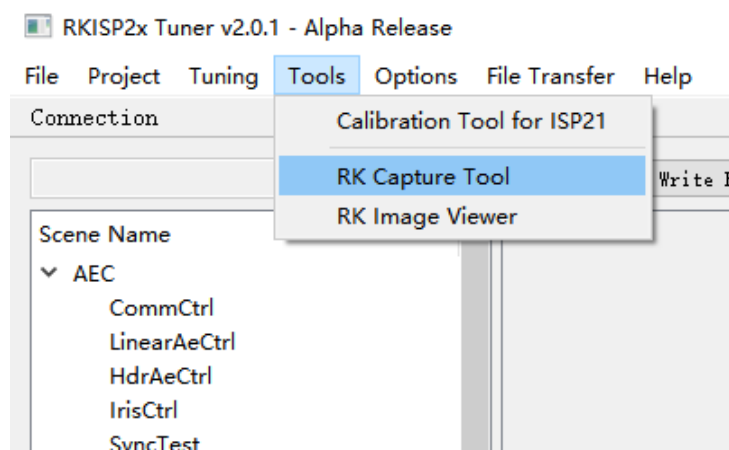 RKISP2x Tuner v2.0.1 - Alpha Release
File Project Tuning Tools Options File Transfer Help
Connection
Calibration Tool for ISP21
RK Capture Tool
Write
RK Image Viewer
Scene Name
AEC
CommCtrl
LinearAeCtrl
HdrAeCtrl
IrisCtrl
SyncTest